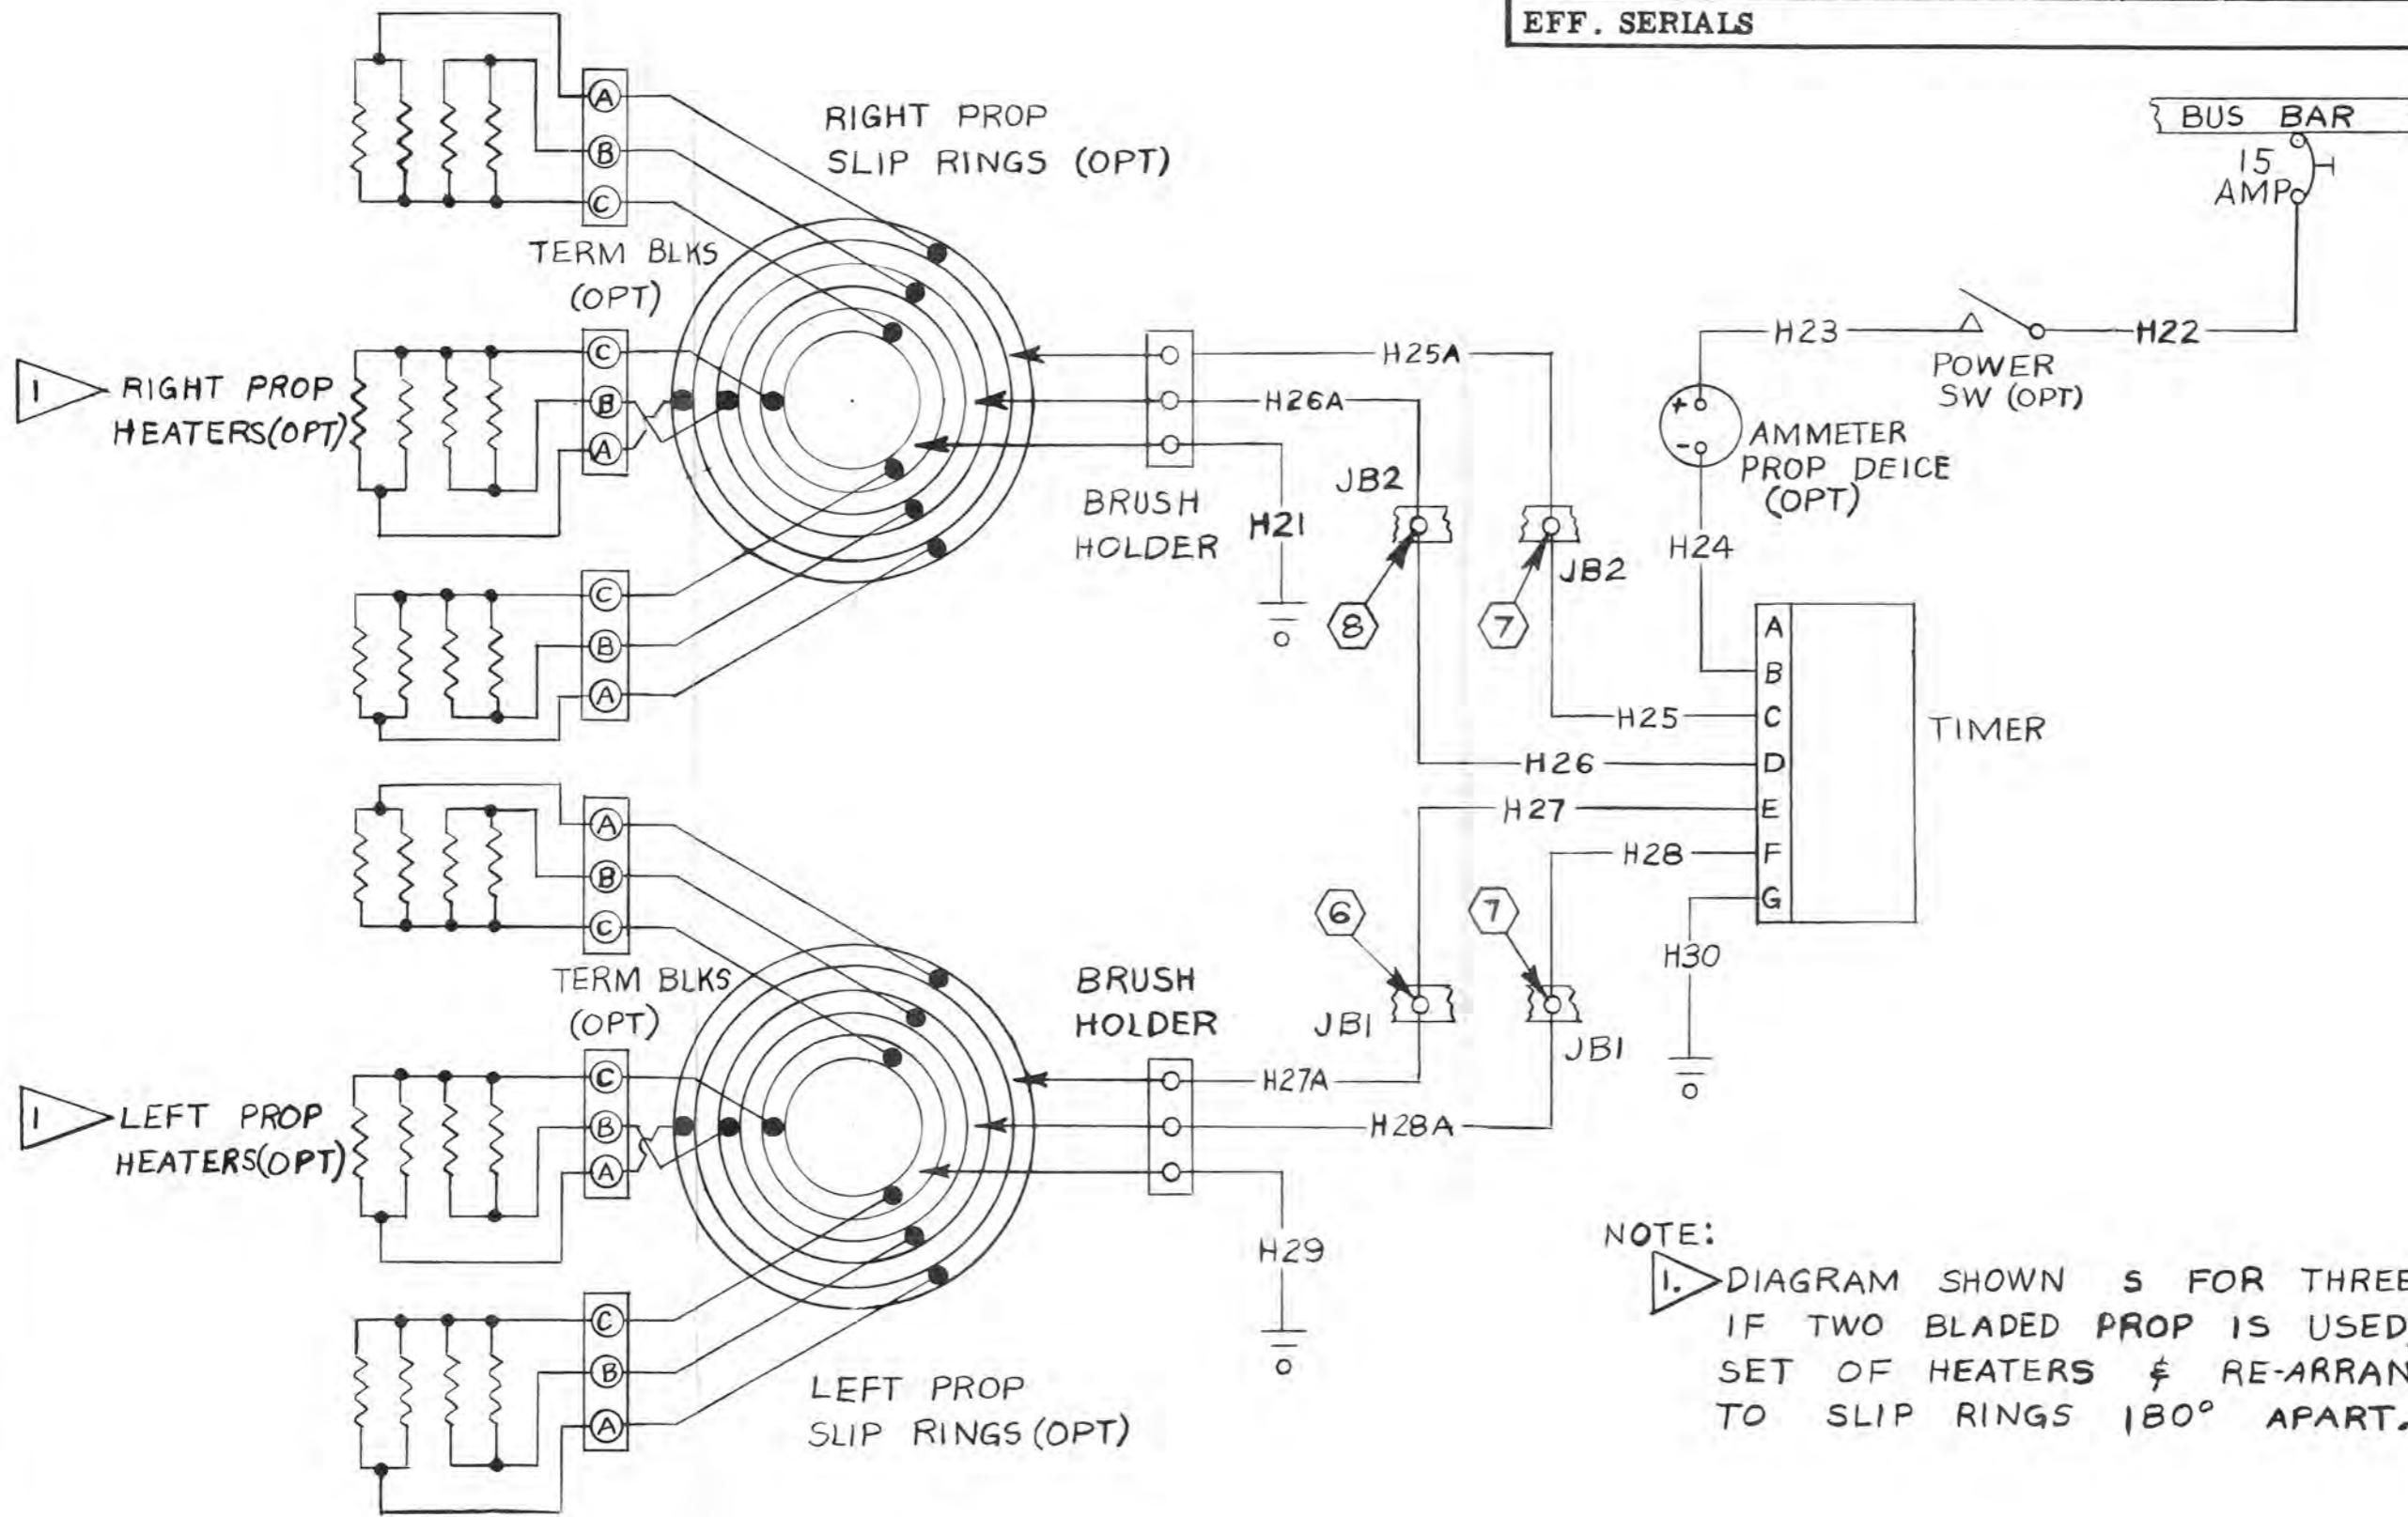 EFF. SERIALS
BUS BAR
15
AMP
A
B
C
RIGHT PROP
SLIP RINGS (OPT)
TERM BLKS
(OPT)
1
RIGHT PROP
HEATERS(OPT)
C
B
A
C
B
A
BRUSH
HOLDER
H25A
H26A
H21
JB2
JB2
8
7
H23
POWER
SW (OPT)
H22
+
-
AMMETER
PROP DEICE
(OPT)
H24
A
B
C
D
E
F
G
TIMER
H25
H26
H27
H28
H30
A
B
C
TERM BLKS
(OPT)
1
LEFT PROP
HEATERS(OPT)
C
B
A
C
B
A
LEFT PROP
SLIP RINGS (OPT)
BRUSH
HOLDER
6
7
JB1
JB1
H27A
H28A
H29
NOTE:
1. DIAGRAM SHOWN S FOR THREE
IF TWO BLADED PROP IS USED
SET OF HEATERS & RE-ARRAN
TO SLIP RINGS 180° APART.